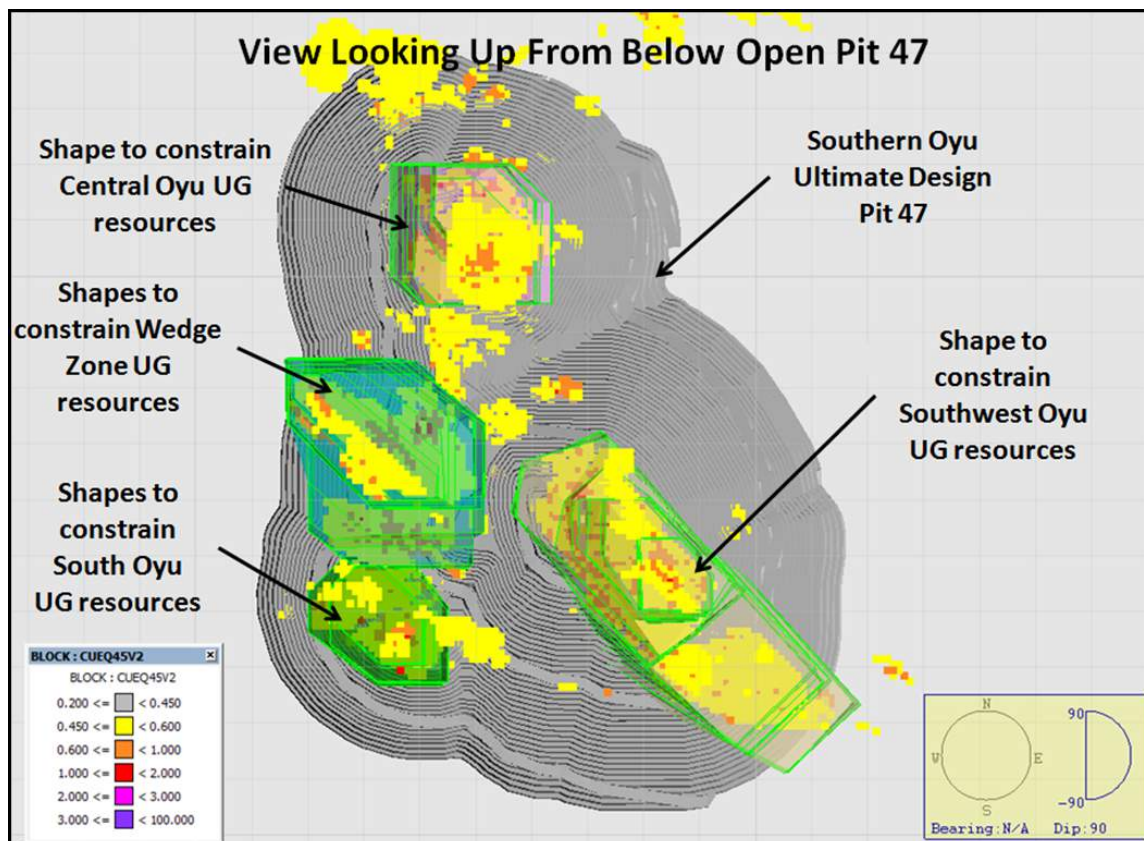 View Looking Up From Below Open Pit 47
Shape to constrain
Central Oyu UG
resources
Southern Oyu
Ultimate Design
Pit 47
Shapes to
constrain Wedge
Zone UG
resources
Shape to
constrain
Southwest Oyu
UG resources
Shapes to
constrain
South Oyu
UG resources
BLOCK : CUEQ45V2 x
BLOCK : CUEQ45V2
0.200 <= < 0.450
0.450 <= < 0.600
0.600 <= < 1.000
1.000 <= < 2.000
2.000 <= < 3.000
3.000 <= < 100.000
N
W E
S
90
-90
Bearing:N/A Dip:90